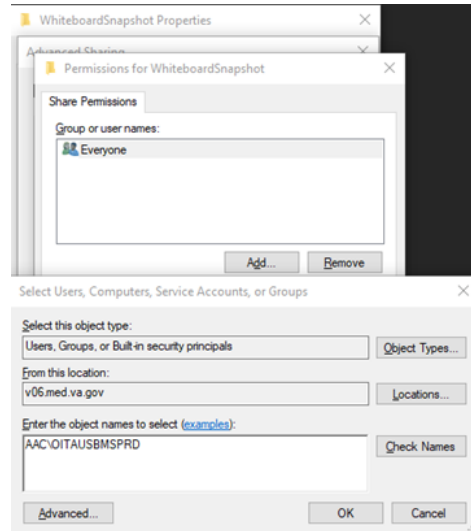 WhiteboardSnapshot Properties
Advanced Sharing
Permissions for WhiteboardSnapshot
Share Permissions
Group or user names:
Everyone
Add... Remove
Select Users, Computers, Service Accounts, or Groups
Select this object type:
Users, Groups, or Built-in security principals Object Types...
From this location:
v06.med.va.gov Locations...
Enter the object names to select (examples):
AAC\OITAUSBMSPRD Check Names
Advanced... OK Cancel